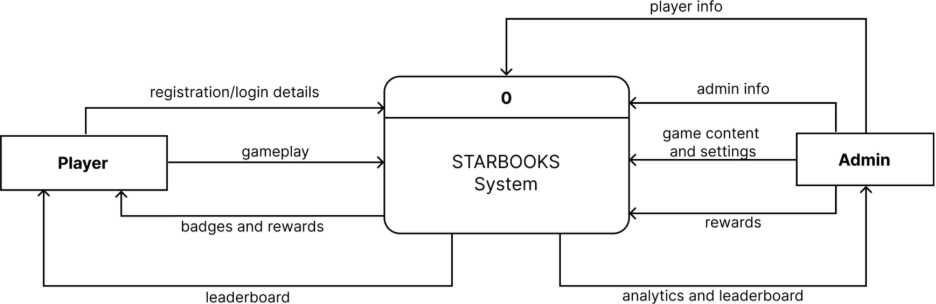 player info
registration/login details
0
admin info
Player
gameplay
STARBOOKS
System
game content
and settings
Admin
badges and rewards
rewards
leaderboard
analytics and leaderboard